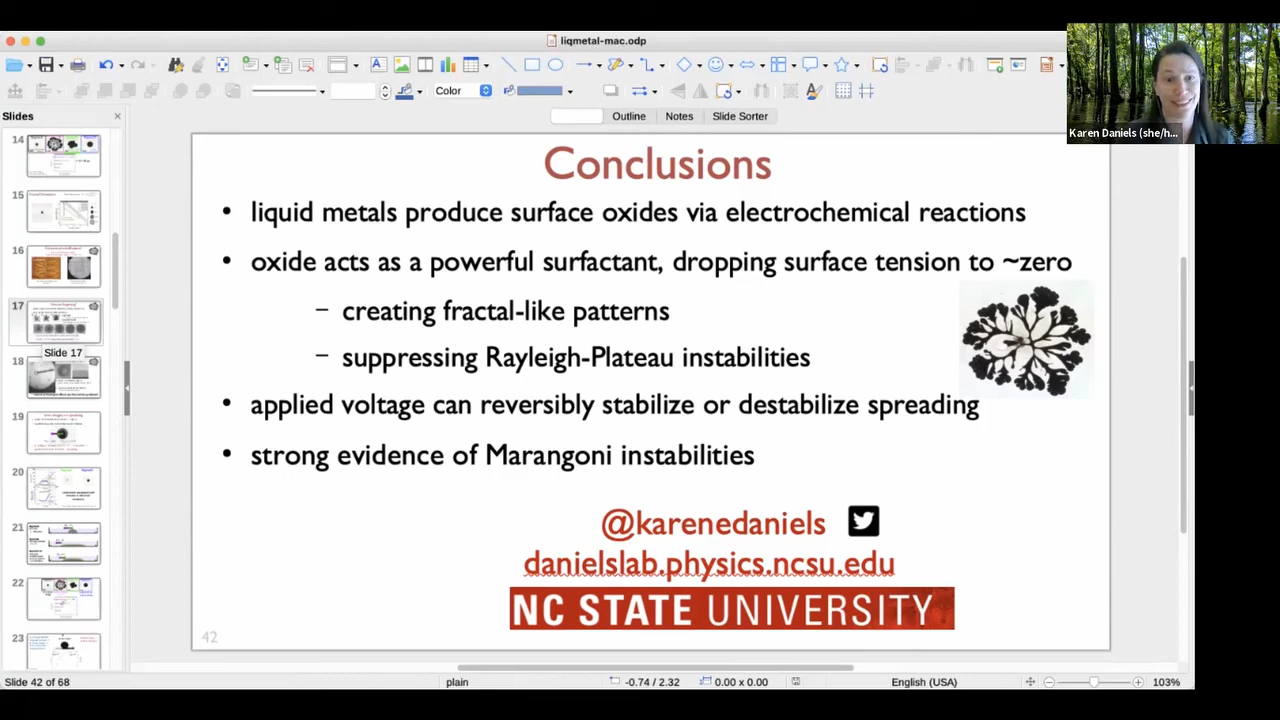 liqmetal-mac.odp
Color
Slides
Outline
Notes
Slide Sorter
Karen Daniels (she/h...
14
15
16
17
Slide 17
18
19
20
21
22
23
Conclusions
• liquid metals produce surface oxides via electrochemical reactions
• oxide acts as a powerful surfactant, dropping surface tension to ~zero
– creating fractal-like patterns
– suppressing Rayleigh-Plateau instabilities
• applied voltage can reversibly stabilize or destabilize spreading
• strong evidence of Marangoni instabilities
@karenedaniels
danielslab.physics.ncsu.edu
NC STATE UNIVERSITY
42
Slide 42 of 68
plain
-0.74 / 2.32
0.00 x 0.00
English (USA)
103%